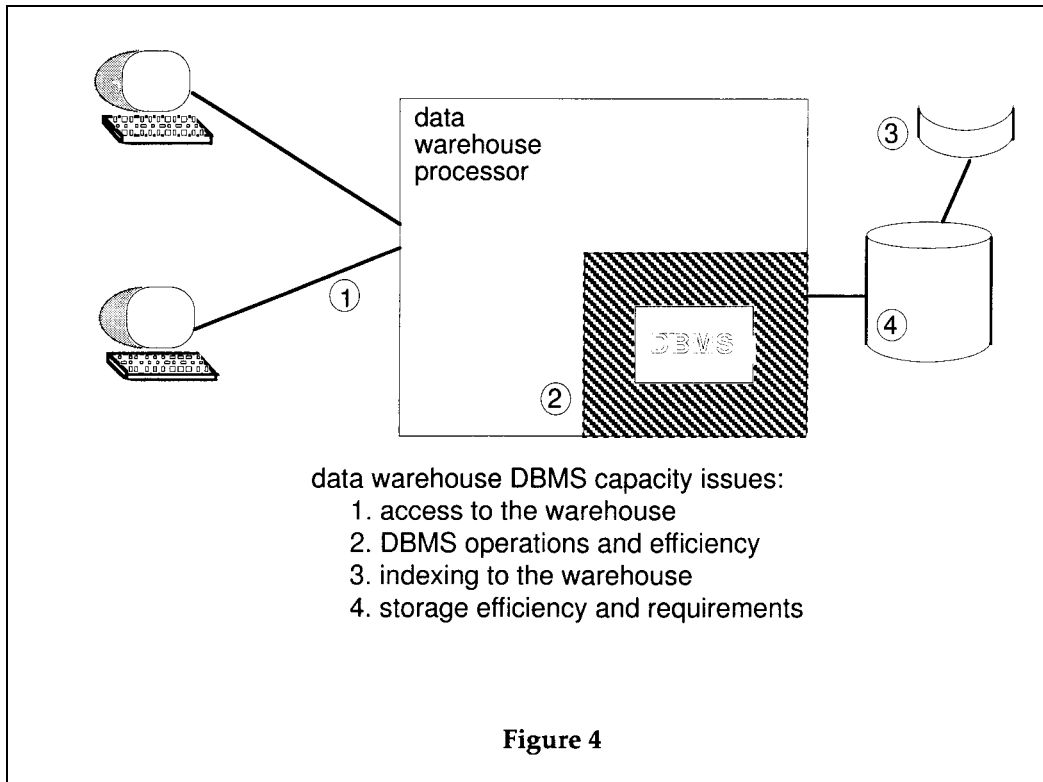 data
warehouse
processor
3
1
4
DBMS
2
data warehouse DBMS capacity issues:
1. access to the warehouse
2. DBMS operations and efficiency
3. indexing to the warehouse
4. storage efficiency and requirements
Figure 4